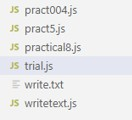 JS pract004.js
JS pract5.js
JS practical8.js
JS trial.js
write.txt
JS writetext.js